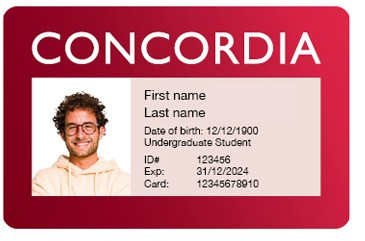 CONCORDIA
First name
Last name
Date of birth: 12/12/1900
Undergraduate Student
ID# 123456
Exp: 31/12/2024
Card: 12345678910